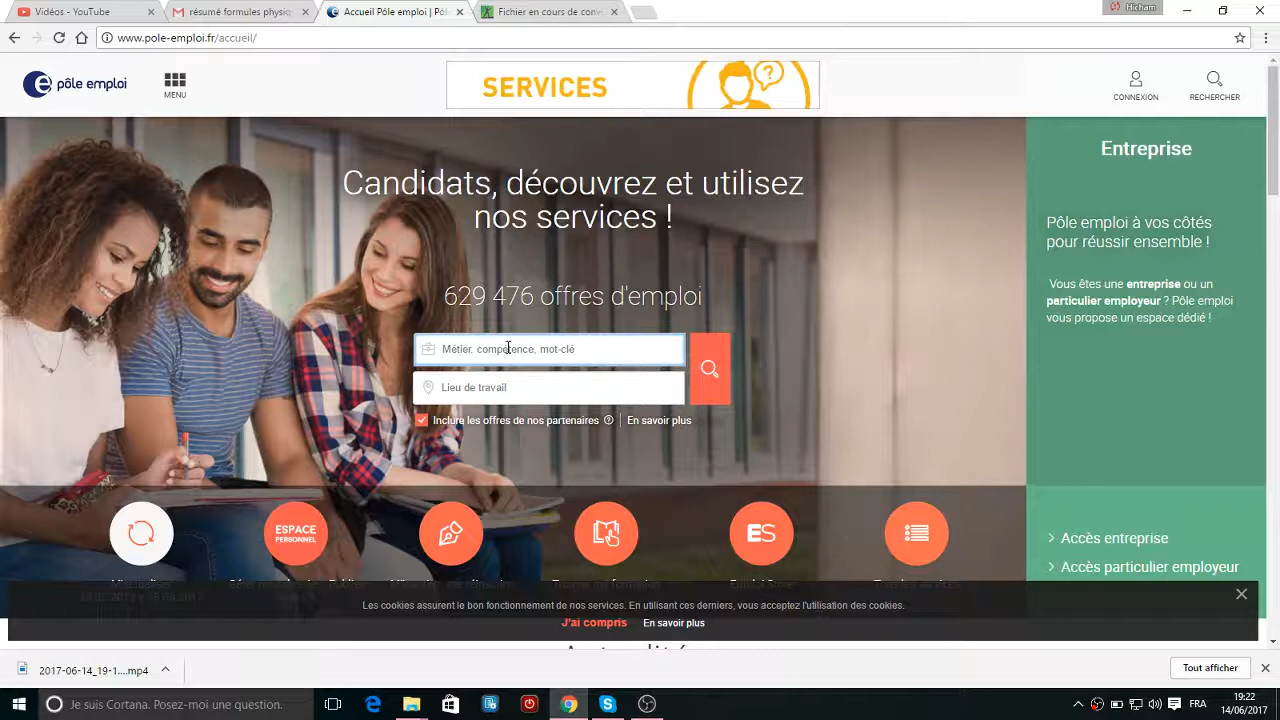 Vidéos - YouTube
résumé formules physiq
Accueil Pôle emploi | Pôl
Fichier en cours de conv
Hicham
www.pole-emploi.fr/accueil/
pôle emploi
MENU
SERVICES
CONNEXION
RECHERCHER
Candidats, découvrez et utilisez
nos services !
629 476 offres d'emploi
Métier, compétence, mot-clé
Lieu de travail
Inclure les offres de nos partenaires
En savoir plus
Entreprise
Pôle emploi à vos côtés
pour réussir ensemble !
Vous êtes une entreprise ou un
particulier employeur ? Pôle emploi
vous propose un espace dédié !
ESPACE
PERSONNEL
ES
> Accès entreprise
> Accès particulier employeur
Les cookies assurent le bon fonctionnement de nos services. En utilisant ces derniers, vous acceptez l'utilisation des cookies.
J'ai compris
En savoir plus
2017-06-14_19-1....mp4
Tout afficher
Je suis Cortana. Posez-moi une question.
FRA
19:22
14/06/2017